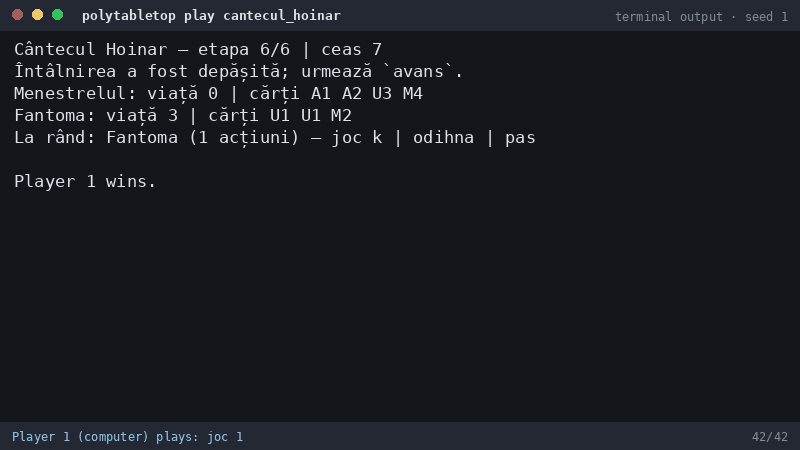 polytabletop play cantecul_hoinar
terminal output · seed 1
Cântecul Hoinar — etapa 6/6 | ceas 7
Întâlnirea a fost depășită; urmează `avans`.
Menestrelul: viață 0 | cărți A1 A2 U3 M4
Fantoma: viață 3 | cărți U1 U1 M2
La rând: Fantoma (1 acțiuni) — joc k | odihna | pas
Player 1 wins.
Player 1 (computer) plays: joc 1
42/42